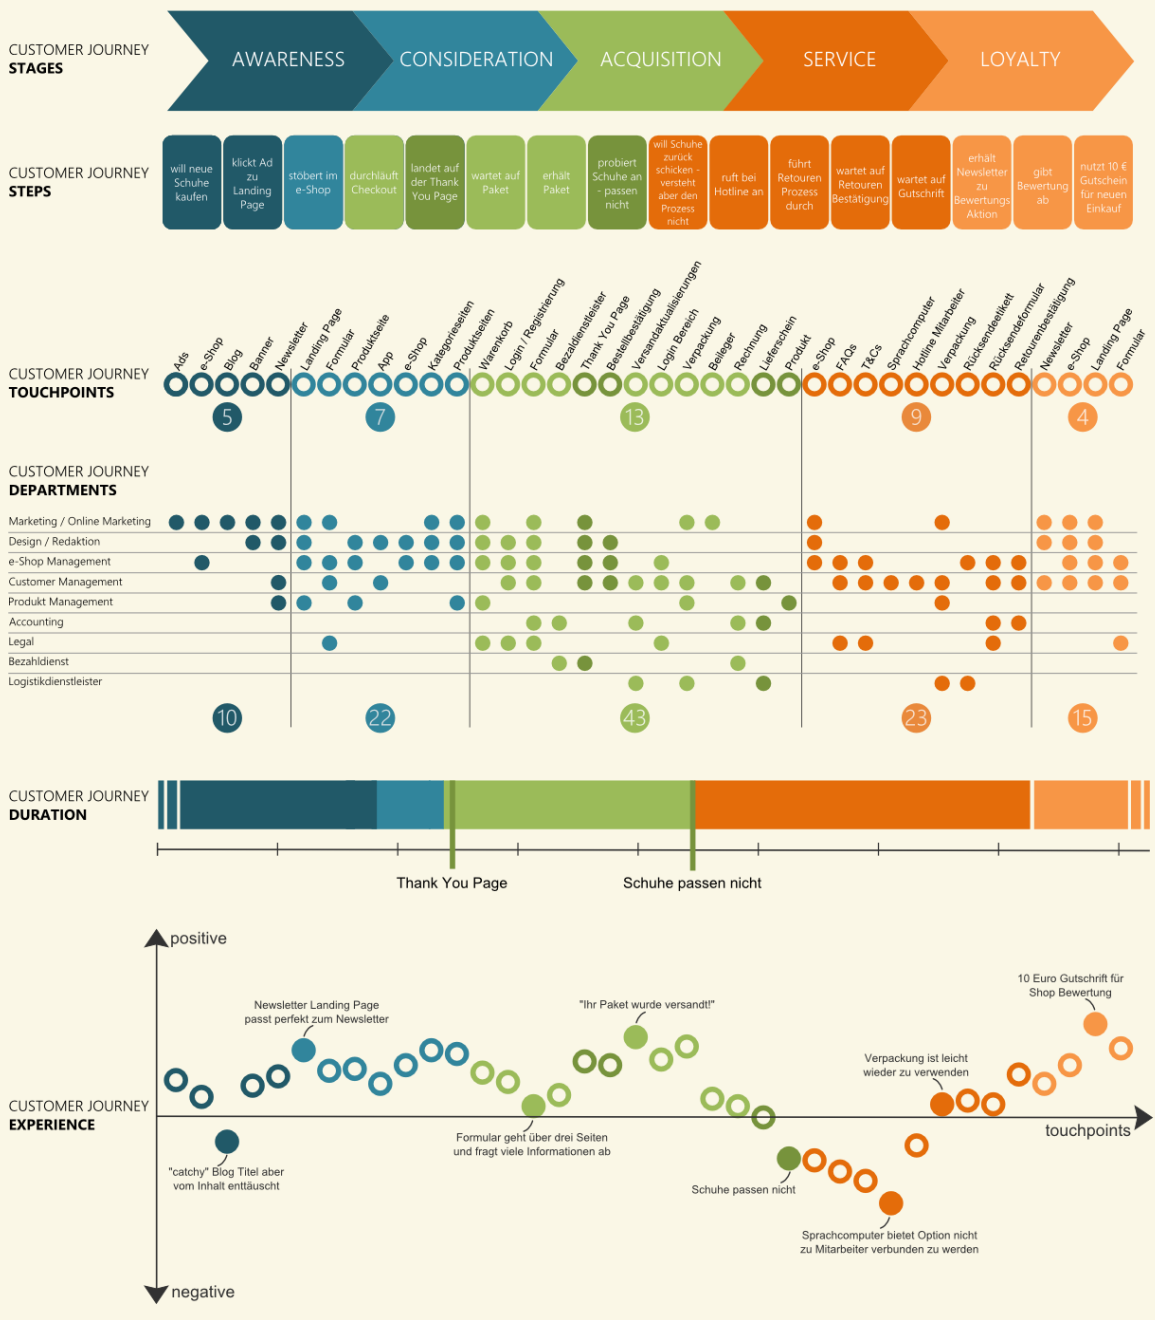 CUSTOMER JOURNEY
STAGES
AWARENESS
CONSIDERATION
ACQUISITION
SERVICE
LOYALTY
CUSTOMER JOURNEY
STEPS
will neue
Schuhe
kaufen
klickt Ad
zu
Landing
Page
stöbert im
e-Shop
durchläuft
Checkout
landet auf
der Thank
You Page
wartet auf
Paket
erhält
Paket
probiert
Schuhe an
- passen
nicht
will Schuhe
zurück
schicken -
versteht
aber den
Prozess
nicht
ruft bei
Hotline an
führt
Retouren
Prozess
durch
wartet auf
Retouren
Bestätigung
wartet auf
Gutschrift
erhält
Newsletter
zu
Bewertungs
Aktion
gibt
Bewertung
ab
nutzt 10 €
Gutschein
für neuen
Einkauf
CUSTOMER JOURNEY
TOUCHPOINTS
Ads
e-Shop
Blog
Banner
Newsletter
Landing Page
Formular
Produktseite
App
e-Shop
Kategorieseiten
Produktseiten
Warenkorb
Login / Registrierung
Formular
Bezaldienstleister
Thank You Page
Bestellbestätigung
Versandaktualisierungen
Login Bereich
Verpackung
Beileger
Rechnung
Lieferschein
Produkt
e-Shop
FAQs
T&Cs
Sprachcomputer
Hotline Mitarbeiter
Verpackung
Rücksendeetikett
Rücksendeformular
Retourenbestätigung
Newsletter
e-Shop
Landing Page
Formular
5
7
13
9
4
CUSTOMER JOURNEY
DEPARTMENTS
Marketing / Online Marketing
Design / Redaktion
e-Shop Management
Customer Management
Produkt Management
Accounting
Legal
Bezahldienst
Logistikdienstleister
10
22
43
23
15
CUSTOMER JOURNEY
DURATION
Thank You Page
Schuhe passen nicht
CUSTOMER JOURNEY
EXPERIENCE
positive
Newsletter Landing Page
passt perfekt zum Newsletter
"Ihr Paket wurde versandt!"
10 Euro Gutschrift für
Shop Bewertung
Verpackung ist leicht
wieder zu verwenden
touchpoints
Formular geht über drei Seiten
und fragt viele Informationen ab
"catchy" Blog Titel aber
vom Inhalt enttäuscht
Schuhe passen nicht
Sprachcomputer bietet Option nicht
zu Mitarbeiter verbunden zu werden
negative